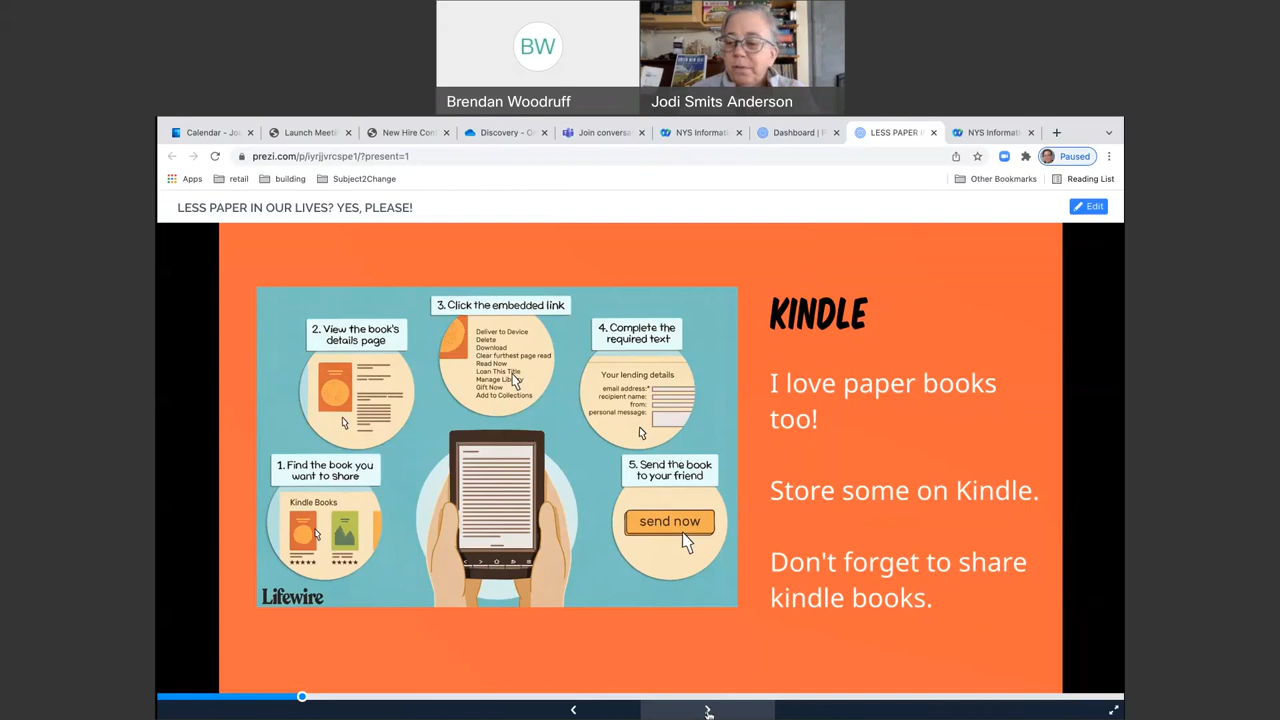 BW
Brendan Woodruff
Jodi Smits Anderson
Calendar - Jo
Launch Meeti
New Hire Con
Discovery - On
Join conversa
NYS Informati
Dashboard | P
LESS PAPER I
NYS Informati
prezi.com/p/iyrjjvrcspe1/?present=1
Paused
Apps
retail
building
Subject2Change
Other Bookmarks
Reading List
LESS PAPER IN OUR LIVES? YES, PLEASE!
Edit
3. Click the embedded link
2. View the book's
details page
4. Complete the
required text
Deliver to Device
Delete
Download
Clear furthest page read
Read Now
Loan This Title
Manage Library
Gift Now
Add to Collections
Your lending details
email address:*
recipient name:
from:
personal message:
1. Find the book you
want to share
5. Send the book
to your friend
Kindle Books
send now
Lifewire
KINDLE
I love paper books
too!
Store some on Kindle.
Don't forget to share
kindle books.